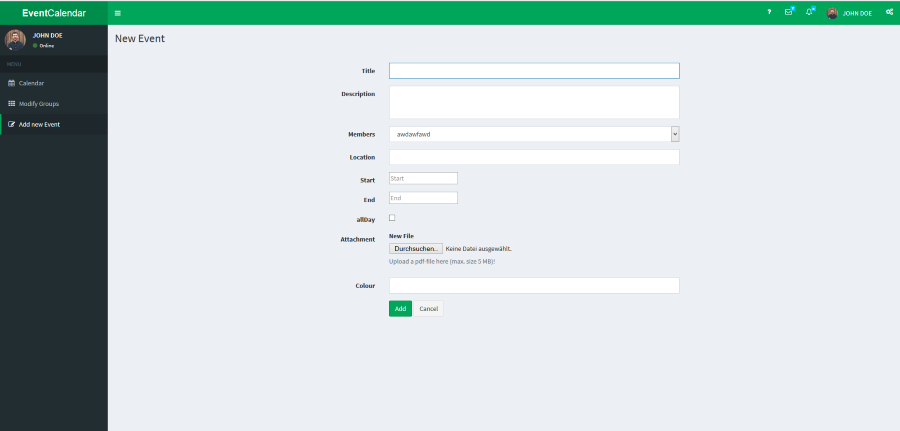 EventCalendar
? JOHN DOE
JOHN DOE
Online
New Event
MENU
Calendar
Modify Groups
Add new Event
Title
Description
Members awdawfawd
Location
Start Start
End End
allDay
Attachment New File
Durchsuchen... Keine Datei ausgewählt.
Upload a pdf-file here (max. size 5 MB)!
Colour
Add Cancel